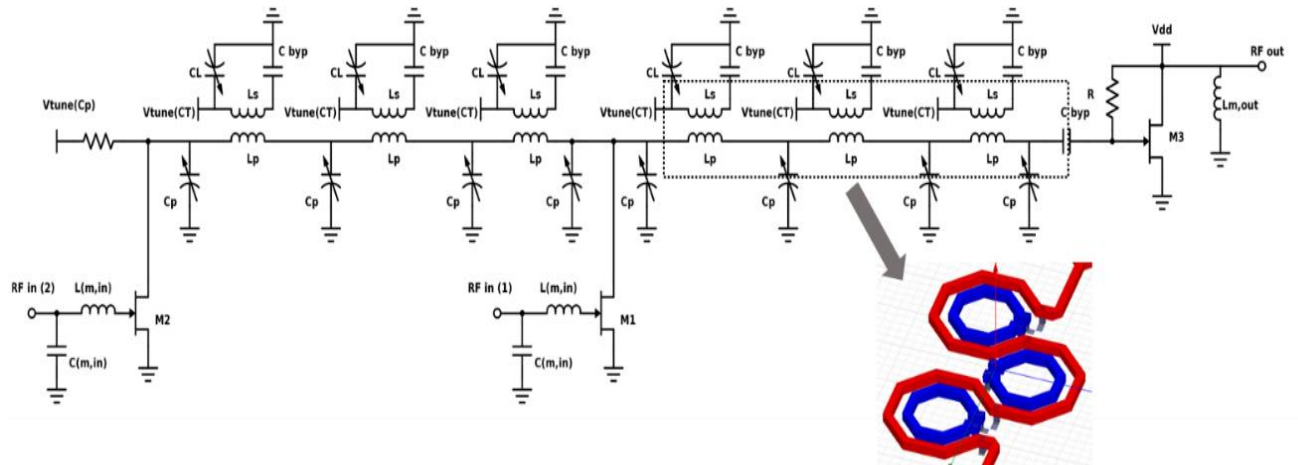 C byp
C byp
C byp
C byp
C byp
C byp
Vdd
RF out
CL
CL
CL
CL
CL
CL
Ls
Ls
Ls
Ls
Ls
Ls
R
Lm,out
Vtune(Cp)
Vtune(CT)
Vtune(CT)
Vtune(CT)
Vtune(CT)
Vtune(CT)
Vtune(CT)
C byp
M3
Lp
Lp
Lp
Lp
Lp
Lp
Cp
Cp
Cp
Cp
Cp
Cp
Cp
Cp
RF in (2)
L(m,in)
M2
C(m,in)
RF in (1)
L(m,in)
M1
C(m,in)